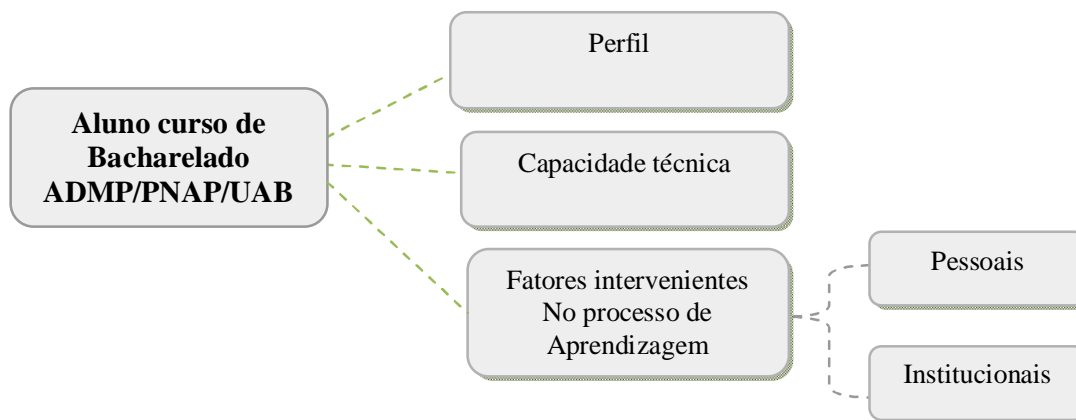 Perfil
Aluno curso de
Bacharelado
ADMP/PNAP/UAB
Capacidade técnica
Fatores intervenientes
No processo de
Aprendizagem
Pessoais
Institucionais